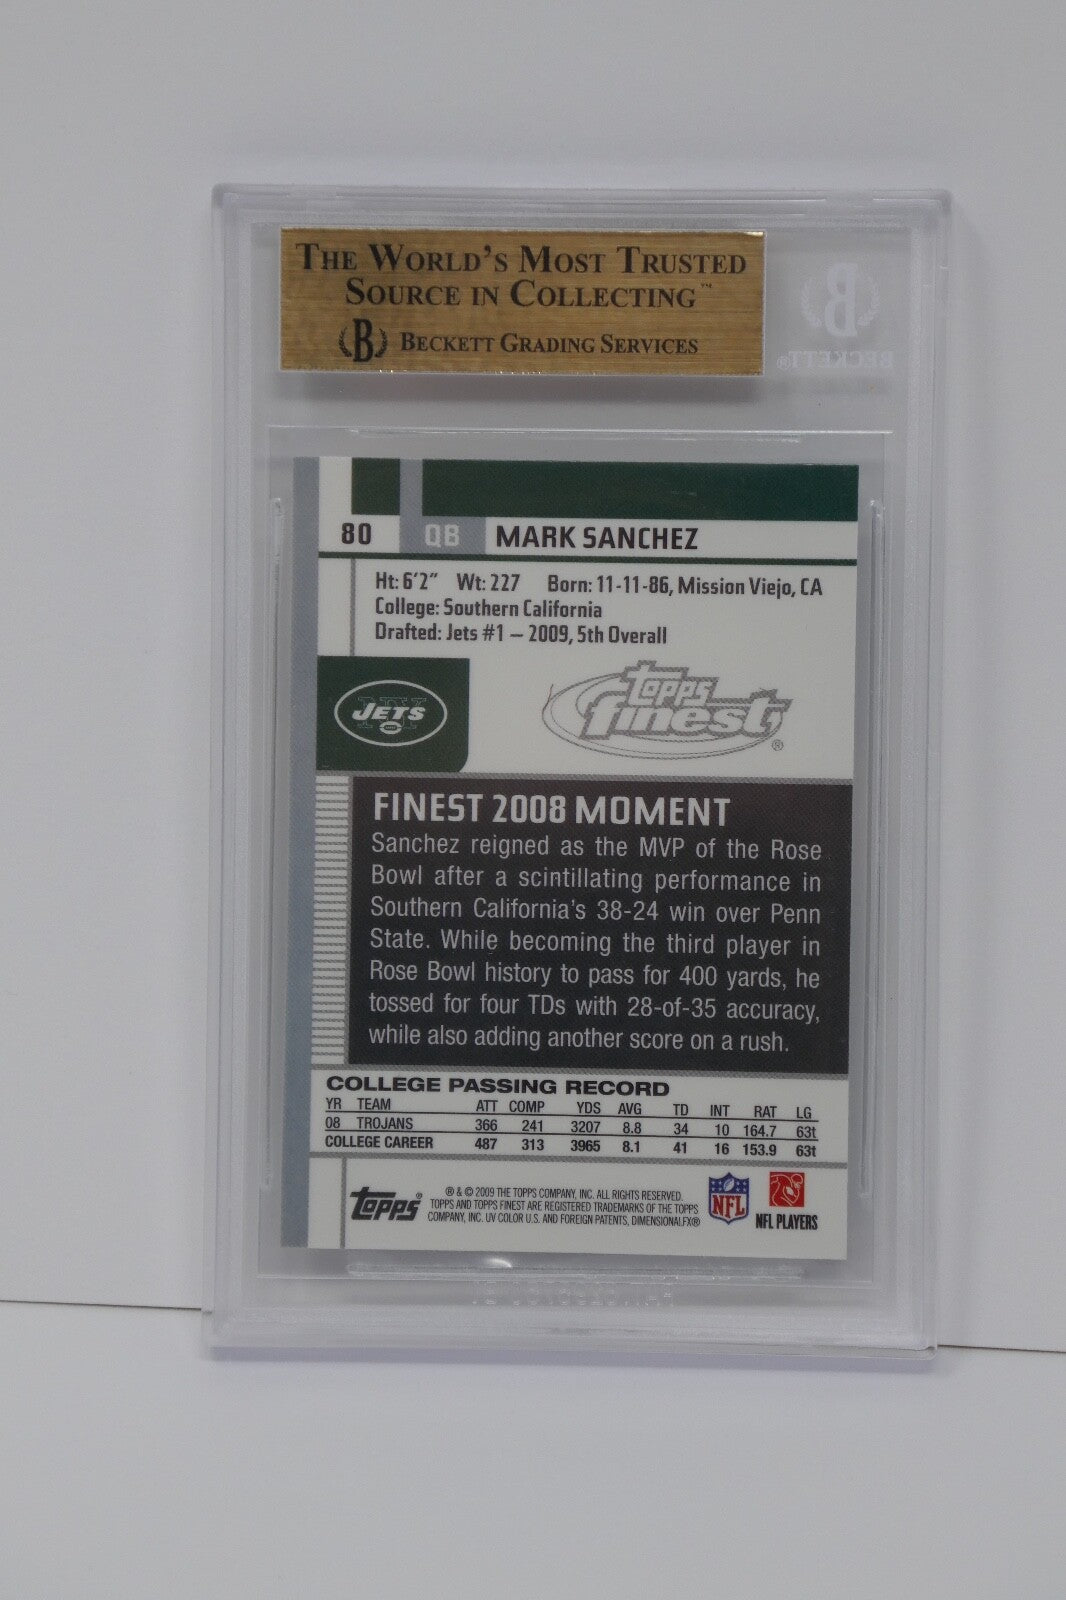 THE WORLD'S MOST TRUSTED
SOURCE IN COLLECTING™
B BECKETT GRADING SERVICES
BECKETT®
80 QB MARK SANCHEZ
Ht: 6'2" Wt: 227 Born: 11-11-86, Mission Viejo, CA
College: Southern California
Drafted: Jets #1 – 2009, 5th Overall
NY JETS
topps finest®
FINEST 2008 MOMENT
Sanchez reigned as the MVP of the Rose
Bowl after a scintillating performance in
Southern California's 38-24 win over Penn
State. While becoming the third player in
Rose Bowl history to pass for 400 yards, he
tossed for four TDs with 28-of-35 accuracy,
while also adding another score on a rush.
COLLEGE PASSING RECORD
YR TEAM ATT COMP YDS AVG TD INT RAT LG
08 TROJANS 366 241 3207 8.8 34 10 164.7 63t
COLLEGE CAREER 487 313 3965 8.1 41 16 153.9 63t
topps®
® & © 2009 THE TOPPS COMPANY, INC. ALL RIGHTS RESERVED.
TOPPS AND TOPPS FINEST ARE REGISTERED TRADEMARKS OF THE TOPPS
COMPANY, INC. UV COLOR U.S. AND FOREIGN PATENTS, DIMENSIONALFX®
NFL
NFL PLAYERS